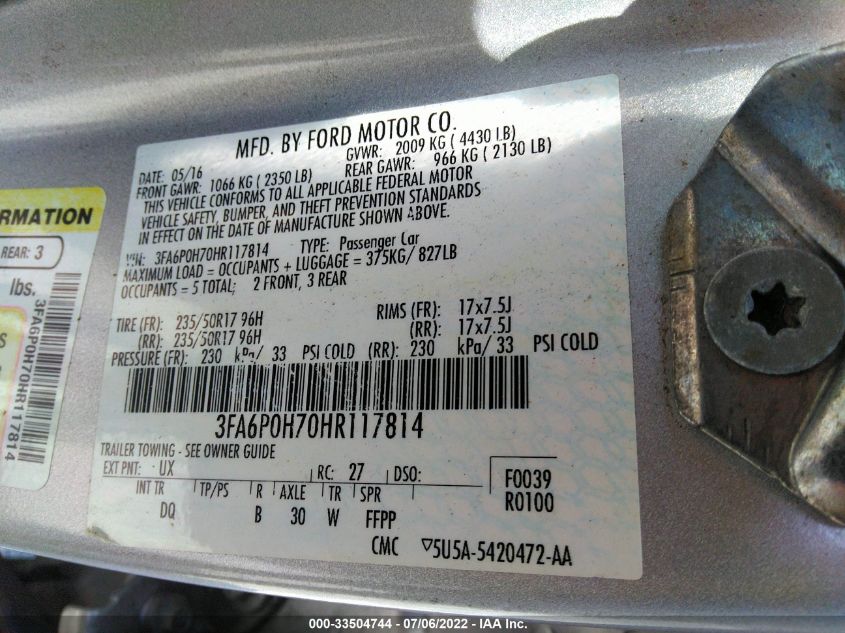 MFD. BY FORD MOTOR CO.
DATE: 05/16 GVWR: 2009 KG ( 4430 LB)
FRONT GAWR: 1066 KG ( 2350 LB) REAR GAWR: 966 KG ( 2130 LB)
THIS VEHICLE CONFORMS TO ALL APPLICABLE FEDERAL MOTOR
VEHICLE SAFETY, BUMPER, AND THEFT PREVENTION STANDARDS
IN EFFECT ON THE DATE OF MANUFACTURE SHOWN ABOVE.
VIN: 3FA6P0H70HR117814 TYPE: Passenger Car
MAXIMUM LOAD = OCCUPANTS + LUGGAGE = 375KG/ 827LB
OCCUPANTS = 5 TOTAL; 2 FRONT, 3 REAR
TIRE (FR): 235/50R17 96H RIMS (FR): 17x7.5J
(RR): 235/50R17 96H (RR): 17x7.5J
PRESSURE (FR): 230 kPa/ 33 PSI COLD (RR): 230 kPa/ 33 PSI COLD
3FA6P0H70HR117814
TRAILER TOWING - SEE OWNER GUIDE
EXT PNT: UX RC: 27 DSO: F0039
INT TR TP/PS R AXLE TR SPR R0100
DQ B 30 W FFPP
CMC ▽5U5A-5420472-AA
ORMATION
REAR: 3
lbs.
3FA6P0H70HR117814
000-33504744 / 07/06/2022 - IAA Inc.